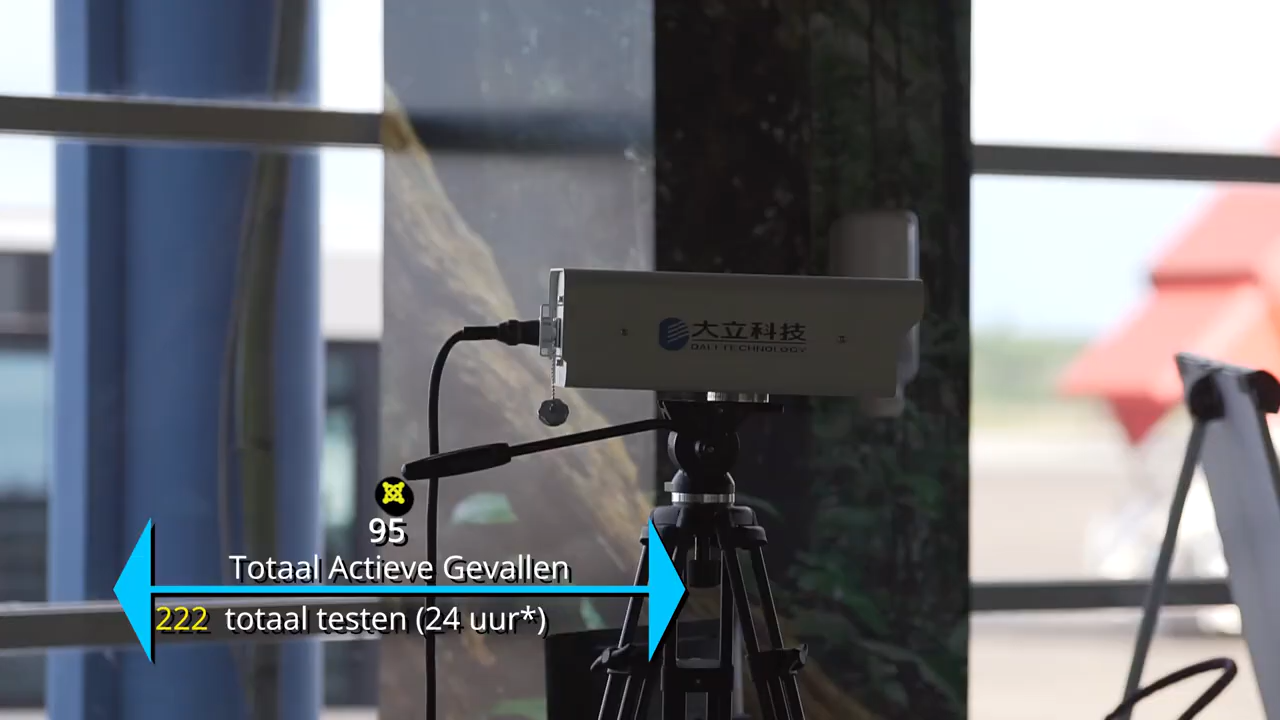 大立科技
DALI TECHNOLOGY
95
Totaal Actieve Gevallen
222 totaal testen (24 uur*)